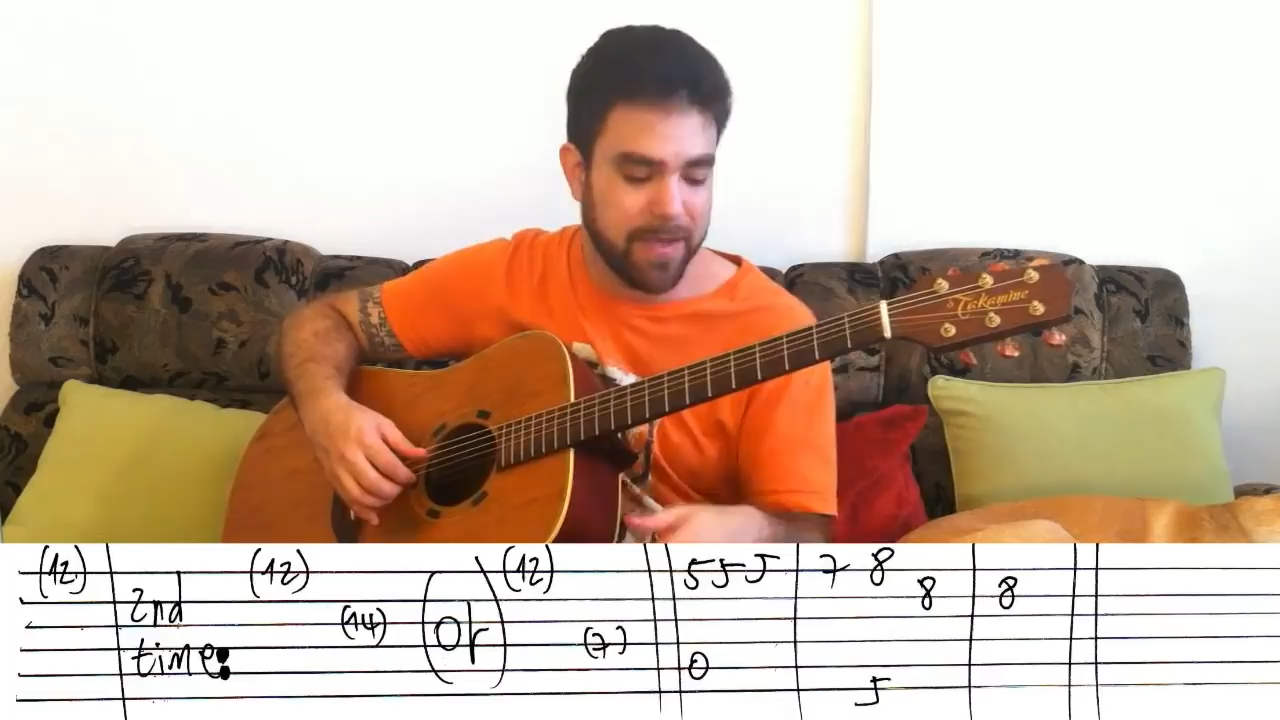 Takamine
(12) (12) (12) 5 5 5 7 8
2nd 8 8
(14) (Or)
time: (7)
0
5